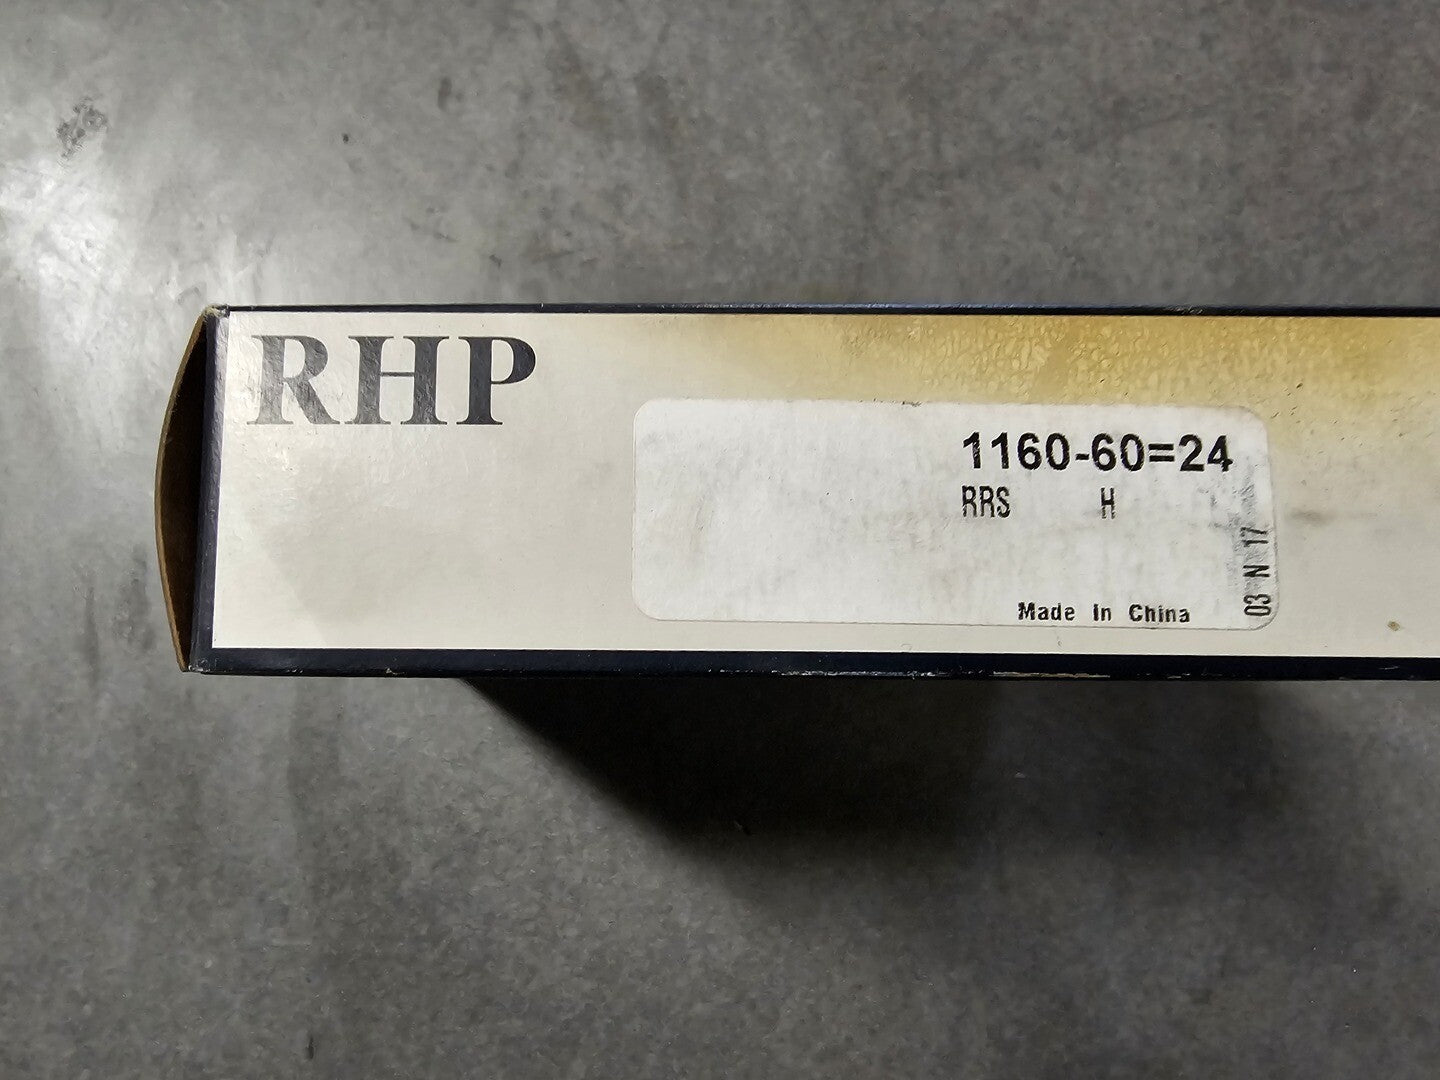 RHP
1160-60=24
RRS H
03 N 17
Made In China